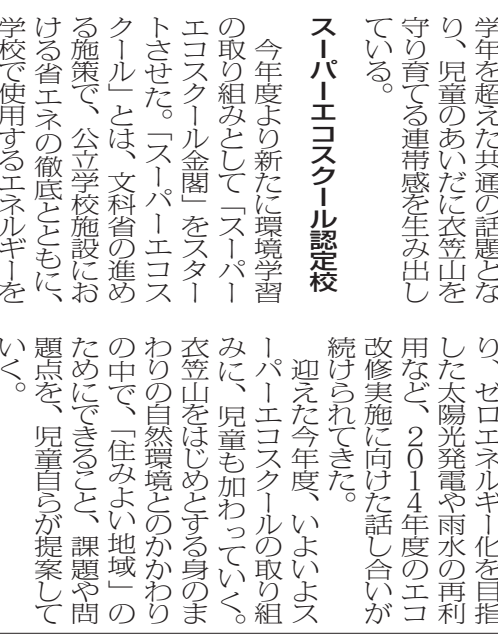 学年を超えた共通の話題とな
り、児童のあいだに衣笠山を
守り育てる連帯感を生み出し
ている。
スーパーエコスクール認定校
今年度より新たに環境学習
の取り組みとして「スーパー
エコスクール金閣」をスター
トさせた。「スーパーエコス
クール」とは、文科省の進め
る施策で、公立学校施設にお
ける省エネの徹底とともに、
学校で使用するエネルギーを
り、ゼロエネルギー化を目指
した太陽光発電や雨水の再利
用など、2014年度のエコ
改修実施に向けた話し合いが
続けられてきた。
迎えた今年度、いよいよス
ーパーエコスクールの取り組
みに、児童も加わっていく。
衣笠山をはじめとする身のま
わりの自然環境とのかかわり
の中で、「住みよい地域」の
ためにできること、課題や問
題点を、児童自らが提案して
いく。